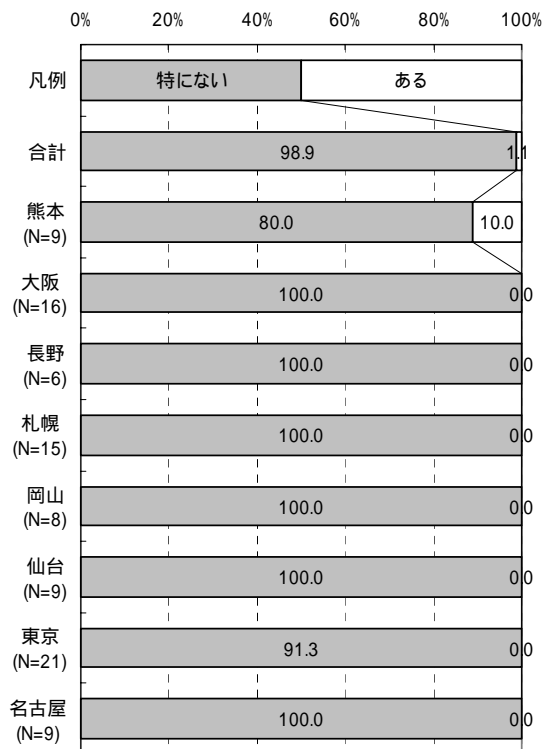 0% 20% 40% 60% 80% 100%
凡例 特にない ある
合計 98.9 1.1
熊本
(N=9) 80.0 10.0
大阪
(N=16) 100.0 0.0
長野
(N=6) 100.0 0.0
札幌
(N=15) 100.0 0.0
岡山
(N=8) 100.0 0.0
仙台
(N=9) 100.0 0.0
東京
(N=21) 91.3 0.0
名古屋
(N=9) 100.0 0.0